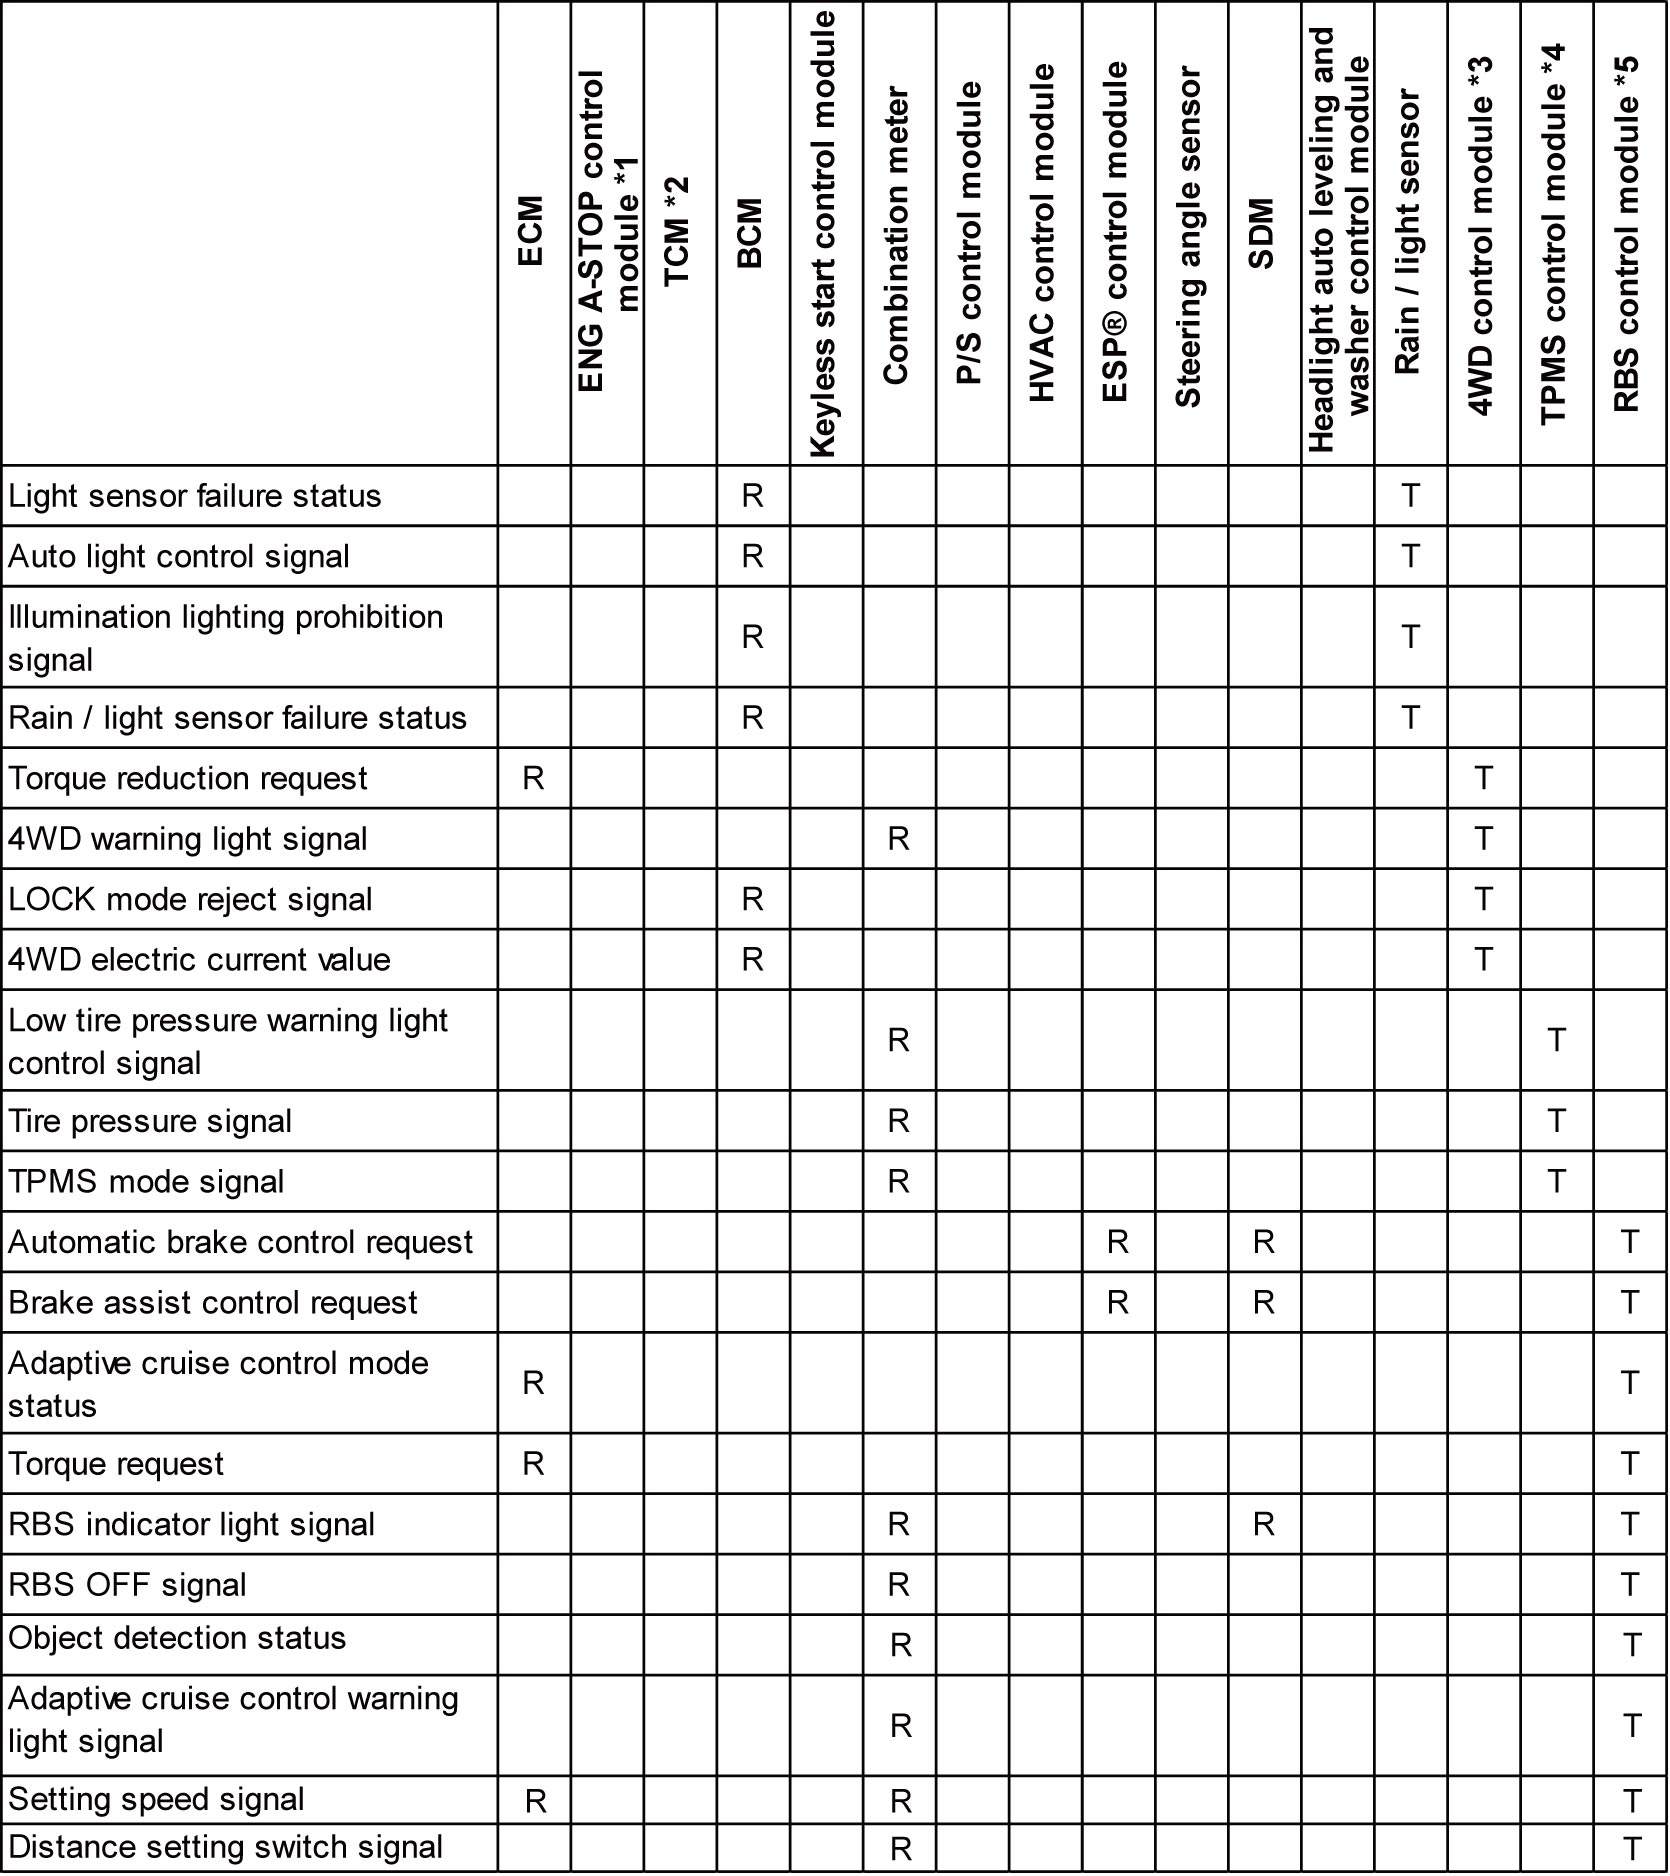 ECM
ENG A-STOP control
module *1
TCM *2
BCM
Keyless start control module
Combination meter
P/S control module
HVAC control module
ESP® control module
Steering angle sensor
SDM
Headlight auto leveling and
washer control module
Rain / light sensor
4WD control module *3
TPMS control module *4
RBS control module *5
Light sensor failure status R T
Auto light control signal R T
Illumination lighting prohibition
signal R T
Rain / light sensor failure status R T
Torque reduction request R T
4WD warning light signal R T
LOCK mode reject signal R T
4WD electric current value R T
Low tire pressure warning light
control signal R T
Tire pressure signal R T
TPMS mode signal R T
Automatic brake control request R R T
Brake assist control request R R T
Adaptive cruise control mode
status R T
Torque request R T
RBS indicator light signal R R T
RBS OFF signal R T
Object detection status R T
Adaptive cruise control warning
light signal R T
Setting speed signal R R T
Distance setting switch signal R T